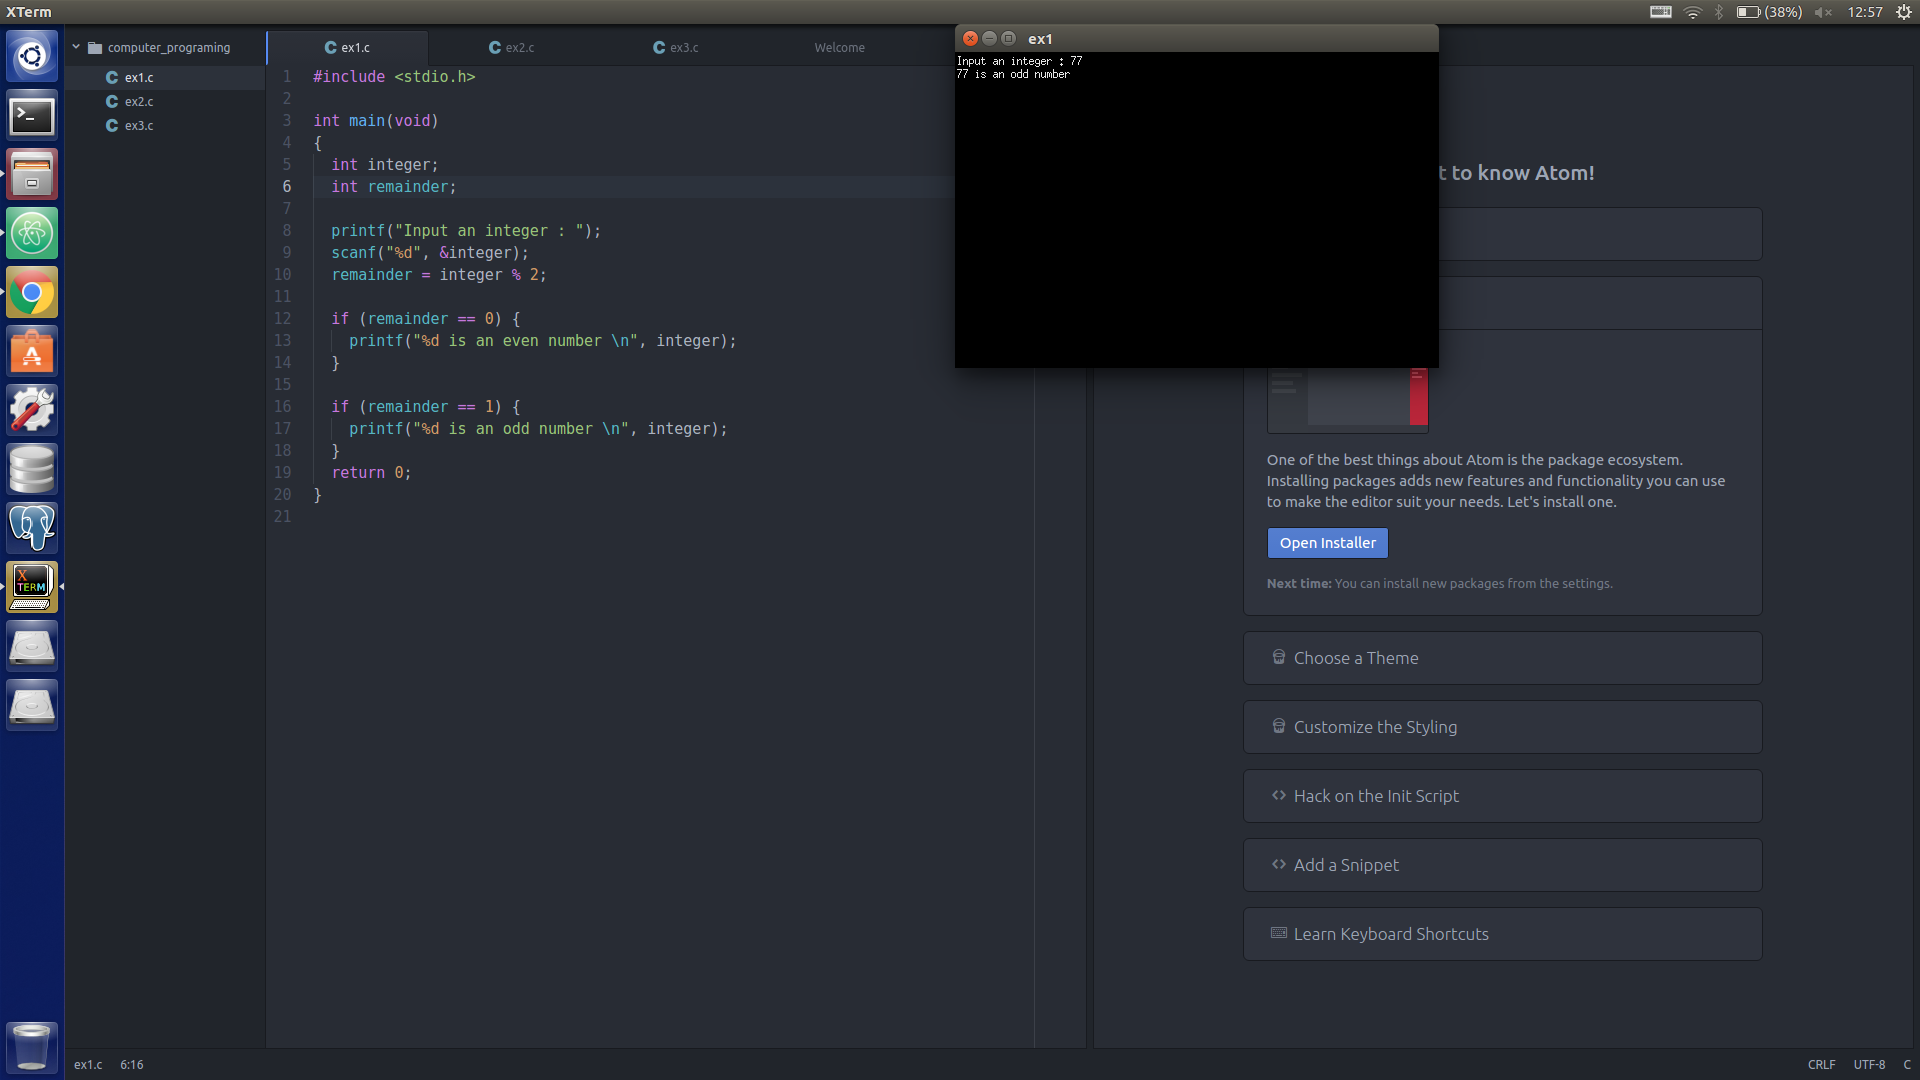 XTerm
(38%)
12:57
computer_programing
ex1.c
ex2.c
ex3.c
ex1.c
ex2.c
ex3.c
Welcome
1 #include <stdio.h>
2
3 int main(void)
4 {
5 int integer;
6 int remainder;
7
8 printf("Input an integer : ");
9 scanf("%d", &integer);
10 remainder = integer % 2;
11
12 if (remainder == 0) {
13 printf("%d is an even number \n", integer);
14 }
15
16 if (remainder == 1) {
17 printf("%d is an odd number \n", integer);
18 }
19 return 0;
20 }
21
ex1
Input an integer : 77
77 is an odd number
t to know Atom!
One of the best things about Atom is the package ecosystem.
Installing packages adds new features and functionality you can use
to make the editor suit your needs. Let's install one.
Open Installer
Next time: You can install new packages from the settings.
Choose a Theme
Customize the Styling
Hack on the Init Script
Add a Snippet
Learn Keyboard Shortcuts
X
TERM
ex1.c 6:16
CRLF UTF-8 C